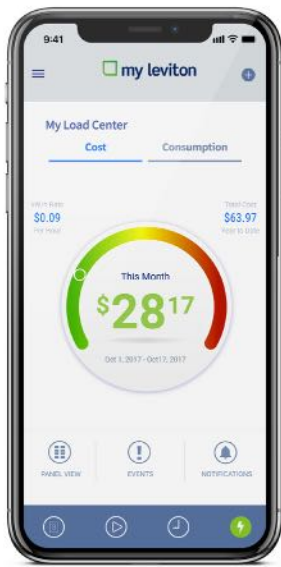 9:41
my leviton
My Load Center
Cost Consumption
Total Cost
$0.09 $63.97
Per Hour Year to Date
This Month
$28 17
Oct 1, 2017 - Oct 17, 2017
PANEL VIEW EVENTS NOTIFICATIONS